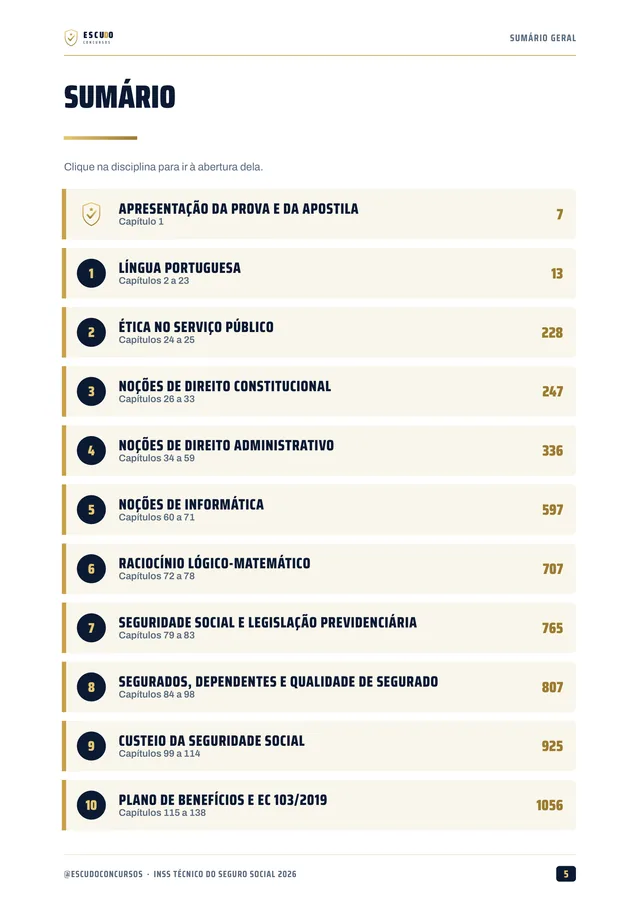 ESCUDO
CONCURSOS
SUMÁRIO GERAL
SUMÁRIO
Clique na disciplina para ir à abertura dela.
APRESENTAÇÃO DA PROVA E DA APOSTILA
Capítulo 1
7
1
LÍNGUA PORTUGUESA
Capítulos 2 a 23
13
2
ÉTICA NO SERVIÇO PÚBLICO
Capítulos 24 a 25
228
3
NOÇÕES DE DIREITO CONSTITUCIONAL
Capítulos 26 a 33
247
4
NOÇÕES DE DIREITO ADMINISTRATIVO
Capítulos 34 a 59
336
5
NOÇÕES DE INFORMÁTICA
Capítulos 60 a 71
597
6
RACIOCÍNIO LÓGICO-MATEMÁTICO
Capítulos 72 a 78
707
7
SEGURIDADE SOCIAL E LEGISLAÇÃO PREVIDENCIÁRIA
Capítulos 79 a 83
765
8
SEGURADOS, DEPENDENTES E QUALIDADE DE SEGURADO
Capítulos 84 a 98
807
9
CUSTEIO DA SEGURIDADE SOCIAL
Capítulos 99 a 114
925
10
PLANO DE BENEFÍCIOS E EC 103/2019
Capítulos 115 a 138
1056
@ESCUDOCONCURSOS · INSS TÉCNICO DO SEGURO SOCIAL 2026
5